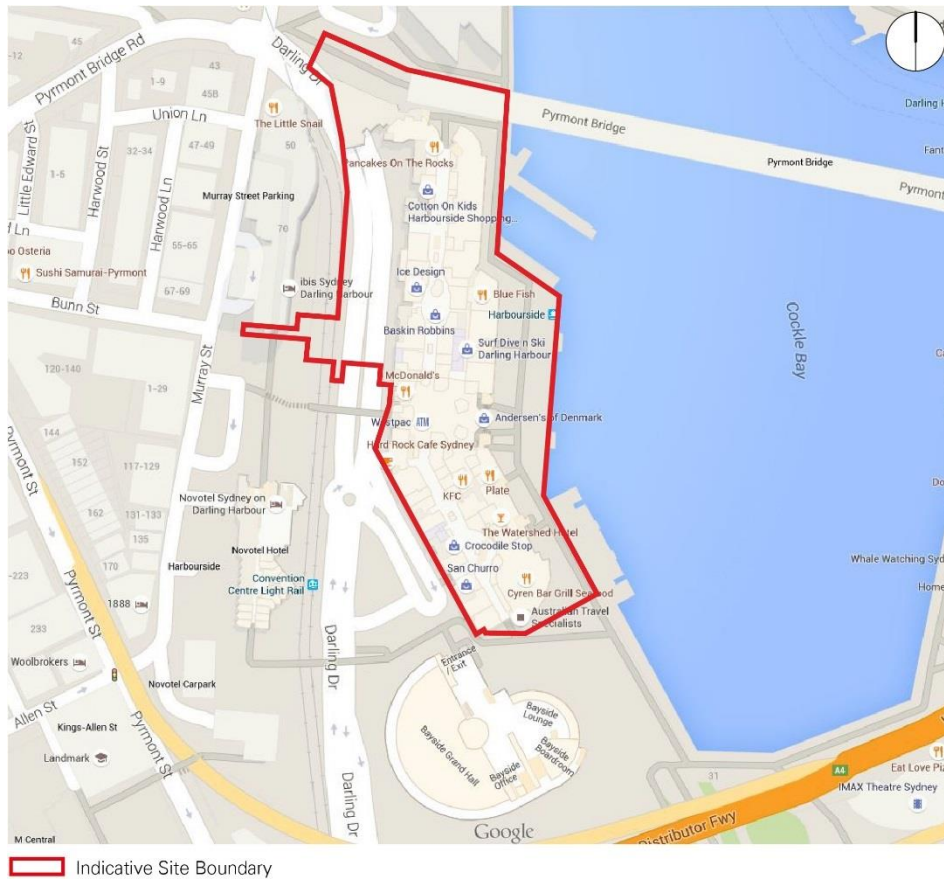 Pyrmont Bridge Rd
Darling Dr
-12
45
43
1-9
45B
Union Ln
The Little Snail
50
Little Edward St
1-5
Harwood St
32-34
47-49
Harwood Ln
Murray Street Parking
76
55-65
67-69
Sushi Samurai-Pyrmont
Bunn St
ibis Sydney
Darling Harbour
Pancakes On The Rocks
Cotton On Kids
Harbourside Shopping...
Ice Design
Baskin Robbins
Blue Fish
Harbourside
Surf Dive n Ski
Darling Harbour
McDonald's
Westpac ATM
Andersen's of Denmark
Hard Rock Cafe Sydney
KFC
Plate
The Watershed Hotel
Crocodile Stop
San Churro
Cyren Bar Grill Seafood
Australian Travel
Specialists
Pyrmont Bridge
Pyrmont Bridge
Pyrmont
Darling H
Fant
Cockle Bay
Whale Watching Syd
Home
120-140
1-29
Murray St
144
152
117-129
162
131-133
135
170
Harbourside
-223
1888
233
Pyrmont St
Novotel Sydney on
Darling Harbour
Novotel Hotel
Convention
Centre Light Rail
Woolbrokers
Allen St
Novotel Carpark
Kings-Allen St
Landmark
Pyrmont St
M Central
Darling Dr
Darling Dr
Entrance
/ Exit
Bayside
Lounge
Bayside Grand Hall
Bayside
Boardroom
Bayside
Office
Google
31
A4
Eat Love Piz
IMAX Theatre Sydney
Distributor Fwy
Indicative Site Boundary